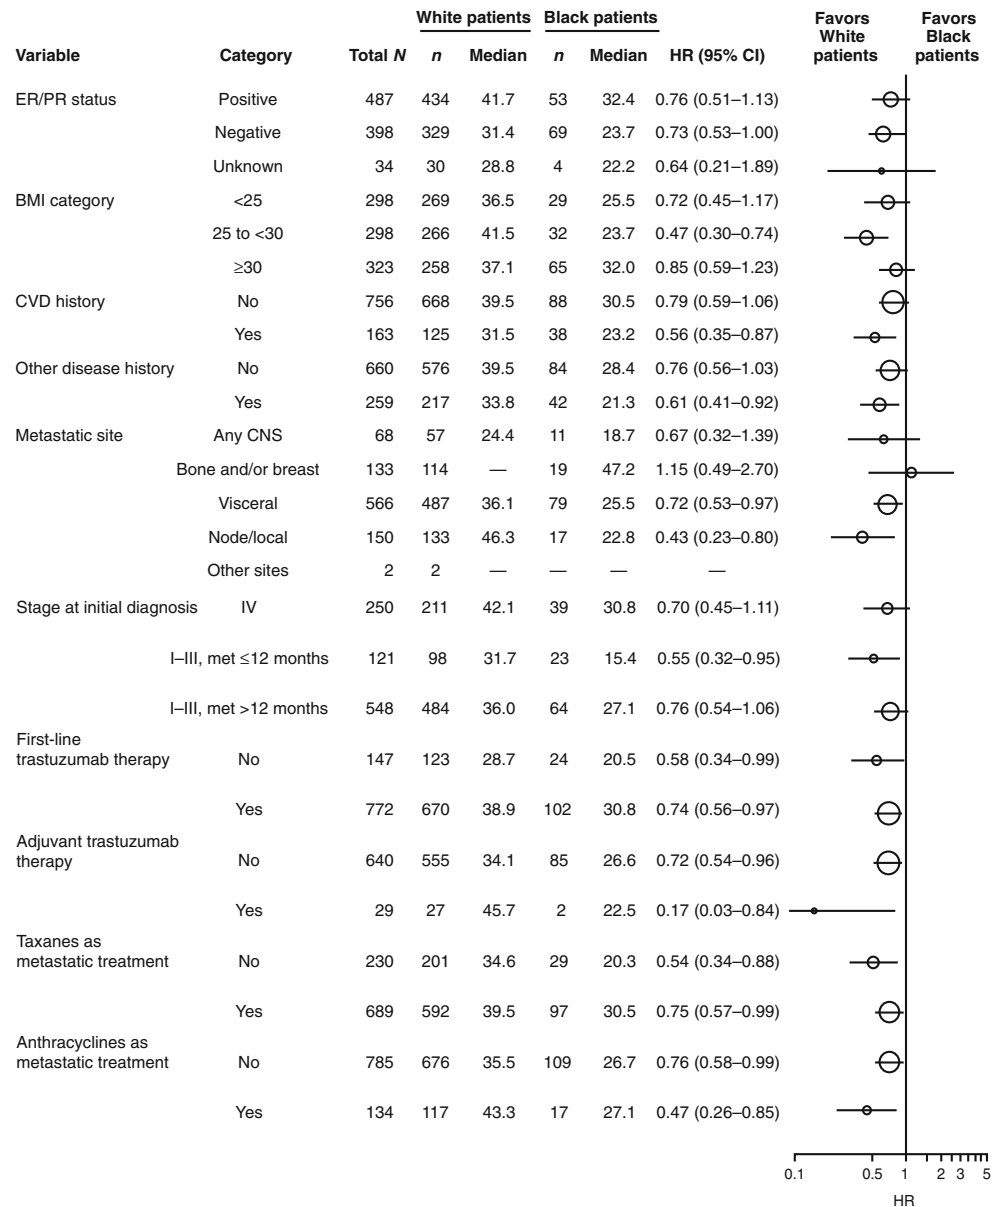 White patients Black patients Favors White patients Favors Black patients
Variable Category Total N n Median n Median HR (95% CI)
ER/PR status Positive 487 434 41.7 53 32.4 0.76 (0.51–1.13)
Negative 398 329 31.4 69 23.7 0.73 (0.53–1.00)
Unknown 34 30 28.8 4 22.2 0.64 (0.21–1.89)
BMI category <25 298 269 36.5 29 25.5 0.72 (0.45–1.17)
25 to <30 298 266 41.5 32 23.7 0.47 (0.30–0.74)
≥30 323 258 37.1 65 32.0 0.85 (0.59–1.23)
CVD history No 756 668 39.5 88 30.5 0.79 (0.59–1.06)
Yes 163 125 31.5 38 23.2 0.56 (0.35–0.87)
Other disease history No 660 576 39.5 84 28.4 0.76 (0.56–1.03)
Yes 259 217 33.8 42 21.3 0.61 (0.41–0.92)
Metastatic site Any CNS 68 57 24.4 11 18.7 0.67 (0.32–1.39)
Bone and/or breast 133 114 — 19 47.2 1.15 (0.49–2.70)
Visceral 566 487 36.1 79 25.5 0.72 (0.53–0.97)
Node/local 150 133 46.3 17 22.8 0.43 (0.23–0.80)
Other sites 2 2 — — — —
Stage at initial diagnosis IV 250 211 42.1 39 30.8 0.70 (0.45–1.11)
I–III, met ≤12 months 121 98 31.7 23 15.4 0.55 (0.32–0.95)
I–III, met >12 months 548 484 36.0 64 27.1 0.76 (0.54–1.06)
First-line
trastuzumab therapy No 147 123 28.7 24 20.5 0.58 (0.34–0.99)
Yes 772 670 38.9 102 30.8 0.74 (0.56–0.97)
Adjuvant trastuzumab
therapy No 640 555 34.1 85 26.6 0.72 (0.54–0.96)
Yes 29 27 45.7 2 22.5 0.17 (0.03–0.84)
Taxanes as
metastatic treatment No 230 201 34.6 29 20.3 0.54 (0.34–0.88)
Yes 689 592 39.5 97 30.5 0.75 (0.57–0.99)
Anthracyclines as
metastatic treatment No 785 676 35.5 109 26.7 0.76 (0.58–0.99)
Yes 134 117 43.3 17 27.1 0.47 (0.26–0.85)
0.1 0.5 1 2 3 5
HR